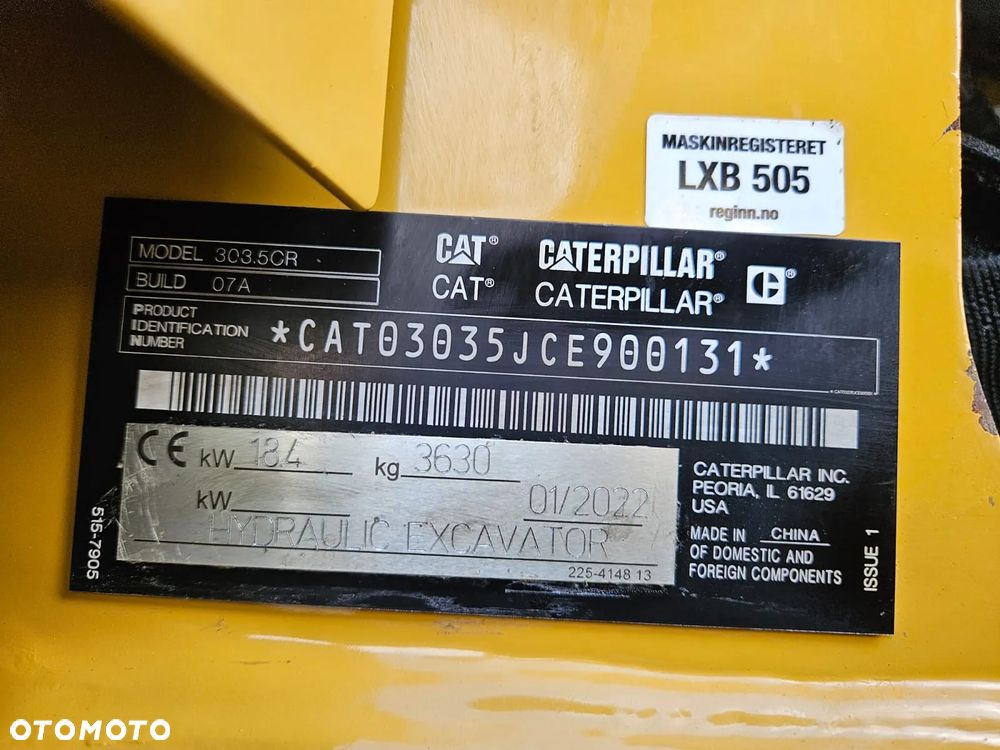 MASKINREGISTERET
LXB 505
reginn.no
MODEL 303.5CR
BUILD 07A
CAT® CATERPILLAR®
CAT® CATERPILLAR®
C®
PRODUCT
IDENTIFICATION
NUMBER
*CAT03035JCE900131*
CE kW 18.4 kg 3630
kW 01/2022
HYDRAULIC EXCAVATOR
225-4148 13
CATERPILLAR INC.
PEORIA, IL 61629
USA
MADE IN CHINA
OF DOMESTIC AND
FOREIGN COMPONENTS
515-7905
ISSUE 1
OTOMOTO